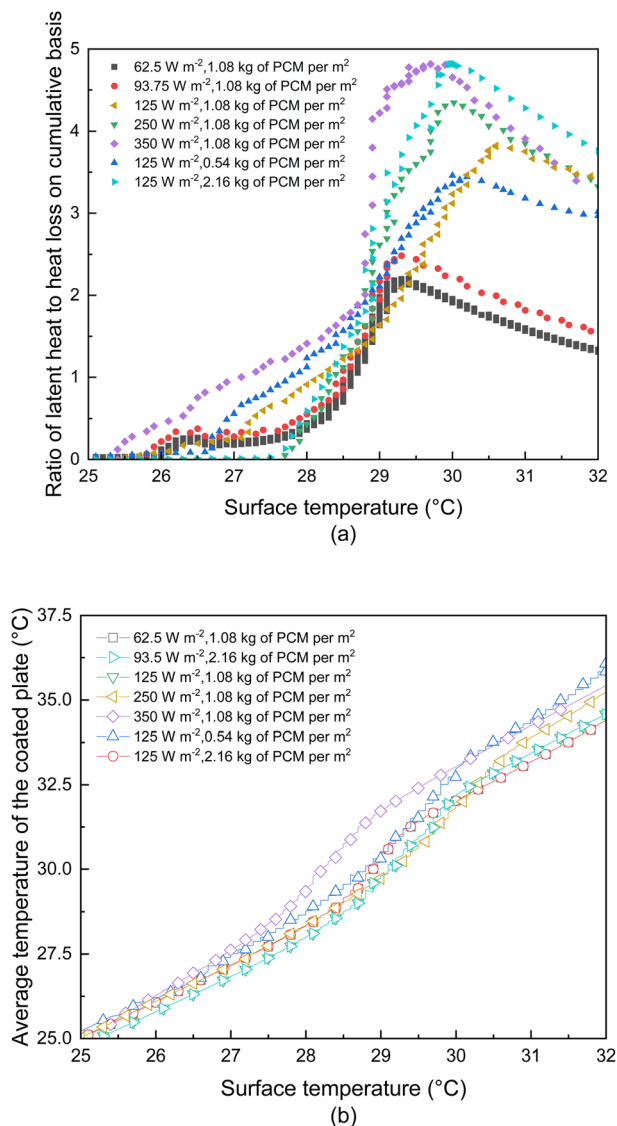 Ratio of latent heat to heat loss on cumulative basis
5
4
3
2
1
0
62.5 W m⁻²,1.08 kg of PCM per m²
93.75 W m⁻²,1.08 kg of PCM per m²
125 W m⁻²,1.08 kg of PCM per m²
250 W m⁻²,1.08 kg of PCM per m²
350 W m⁻²,1.08 kg of PCM per m²
125 W m⁻²,0.54 kg of PCM per m²
125 W m⁻²,2.16 kg of PCM per m²
25 26 27 28 29 30 31 32
Surface temperature (°C)
(a)
Average temperature of the coated plate (°C)
37.5
35.0
32.5
30.0
27.5
25.0
62.5 W m⁻²,1.08 kg of PCM per m²
93.5 W m⁻²,2.16 kg of PCM per m²
125 W m⁻²,1.08 kg of PCM per m²
250 W m⁻²,1.08 kg of PCM per m²
350 W m⁻²,1.08 kg of PCM per m²
125 W m⁻²,0.54 kg of PCM per m²
125 W m⁻²,2.16 kg of PCM per m²
25 26 27 28 29 30 31 32
Surface temperature (°C)
(b)